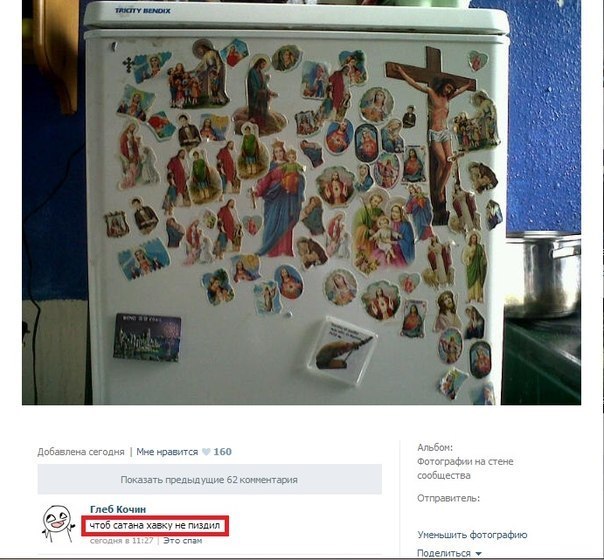 TRICITY BENDIX
Добавлена сегодня | Мне нравится 160
Показать предыдущие 62 комментария
Глеб Кочин
чтоб сатана хавку не пиздил
сегодня в 11:27 | Это спам
Альбом:
Фотографии на стене
сообщества
Отправитель:
Уменьшить фотографию
Поделиться